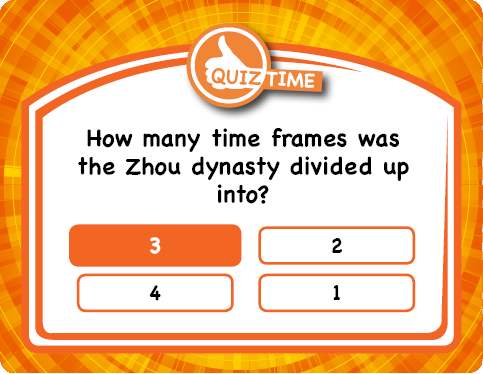 QUIZ TIME
How many time frames was
the Zhou dynasty divided up
into?
3
2
4
1